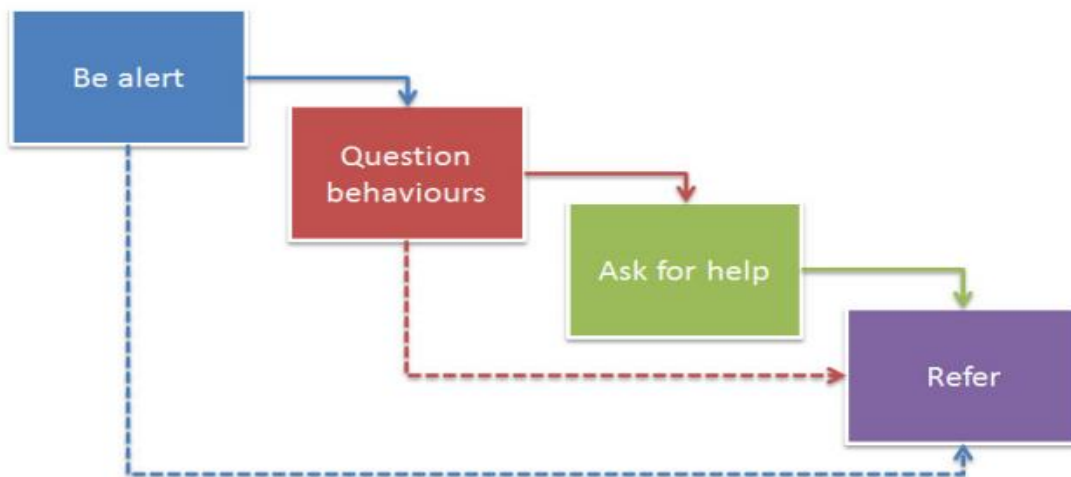 Be alert
Question
behaviours
Ask for help
Refer